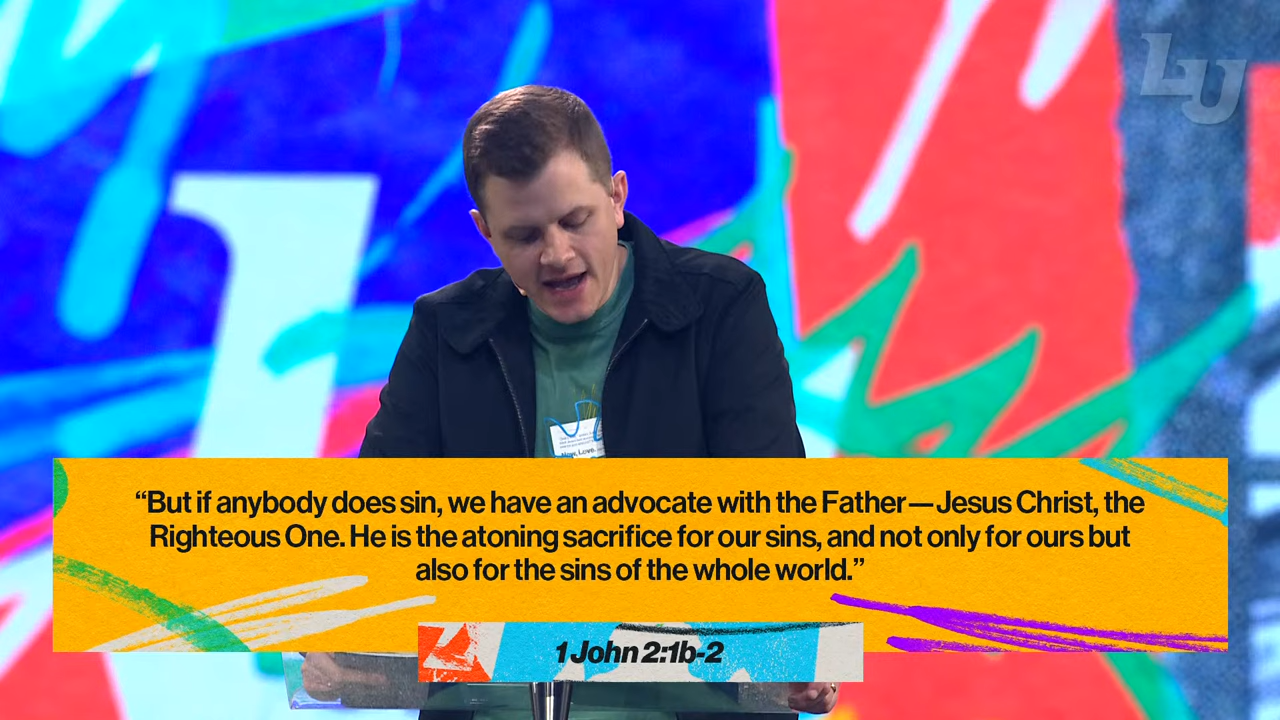 LU
Now, Love.
“But if anybody does sin, we have an advocate with the Father—Jesus Christ, the
Righteous One. He is the atoning sacrifice for our sins, and not only for ours but
also for the sins of the whole world.”
1 John 2:1b-2